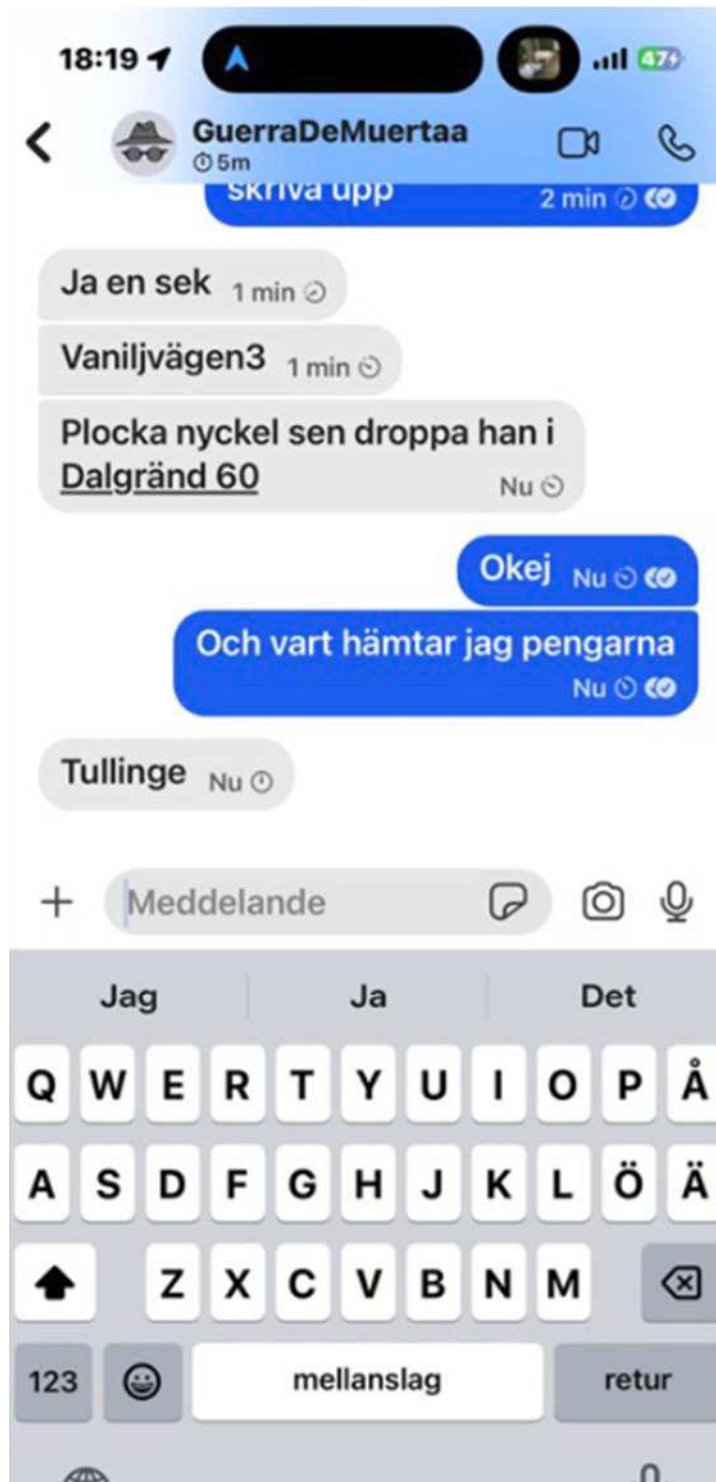 18:19
47
GuerraDeMuertaa
5m
skriva upp 2 min
Ja en sek 1 min
Vaniljvägen3 1 min
Plocka nyckel sen droppa han i
Dalgränd 60 Nu
Okej Nu
Och vart hämtar jag pengarna
Nu
Tullinge Nu
Meddelande
Jag Ja Det
Q W E R T Y U I O P Å
A S D F G H J K L Ö Ä
Z X C V B N M
123 mellanslag retur